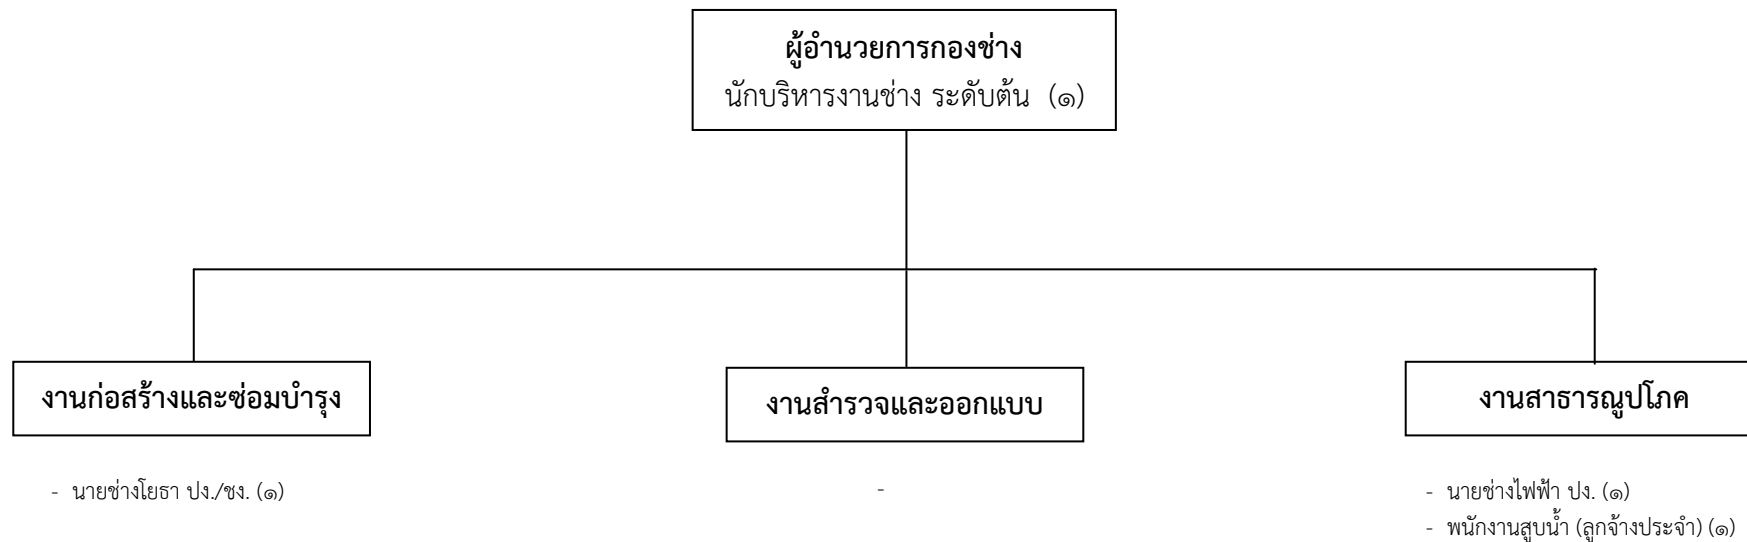 ผู้อำนวยการกองช่าง
นักบริหารงานช่าง ระดับต้น (๑)
งานก่อสร้างและซ่อมบำรุง
- นายช่างโยธา ปง./ชง. (๑)
งานสำรวจและออกแบบ
-
งานสาธารณูปโภค
- นายช่างไฟฟ้า ปง. (๑)
- พนักงานสูบน้ำ (ลูกจ้างประจำ) (๑)